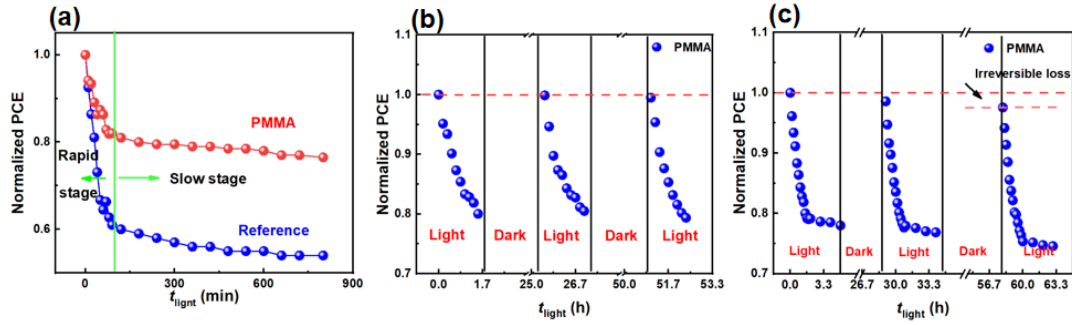 (a)
Normalized PCE
1.0
0.8
0.6
PMMA
Rapid
stage
Slow stage
Reference
0 300 600 900
tlignt (min)
(b)
Normalized PCE
1.1
1.0
0.9
0.8
0.7
PMMA
Light Dark Light Dark Light
0.0 1.7 25.0 26.7 50.0 51.7 53.3
tlight (h)
(c)
Normalized PCE
1.1
1.0
0.9
0.8
0.7
PMMA
Irreversible loss
Light Dark Light Dark Light
0.0 3.3 26.7 30.0 33.3 56.7 60.0 63.3
tlight (h)